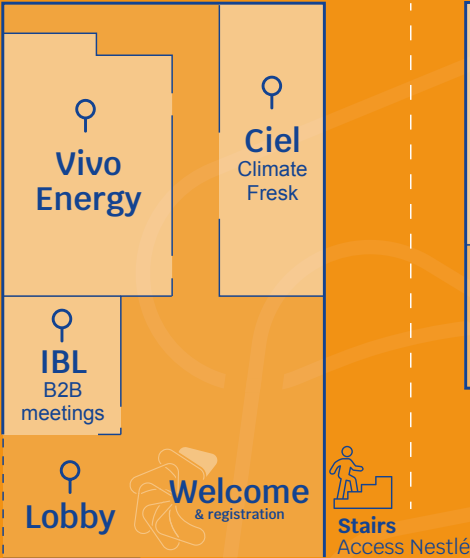 Vivo
Energy
Ciel
Climate
Fresk
IBL
B2B
meetings
Lobby
Welcome
& registration
Stairs
Access Nestlé